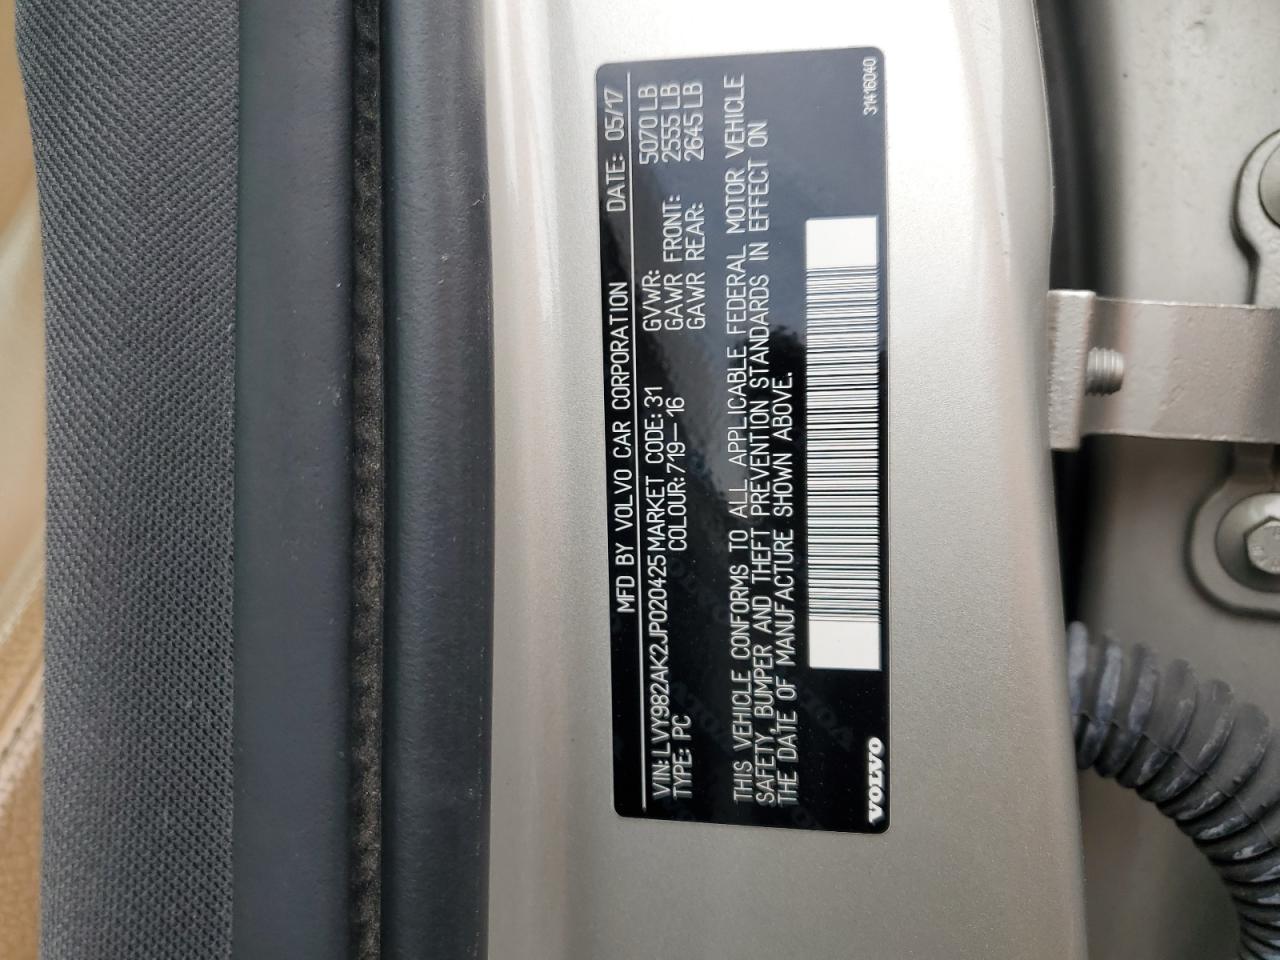 MFD BY VOLVO CAR CORPORATION DATE: 05/17
VIN: LVY982AK2JP020425 MARKET CODE: 31 GVWR: 5070 LB
TYPE: PC COLOUR: 719-16 GAWR FRONT: 2555 LB
GAWR REAR: 2645 LB
THIS VEHICLE CONFORMS TO ALL APPLICABLE FEDERAL MOTOR VEHICLE
SAFETY, BUMPER AND THEFT PREVENTION STANDARDS IN EFFECT ON
THE DATE OF MANUFACTURE SHOWN ABOVE.
VOLVO
31416040